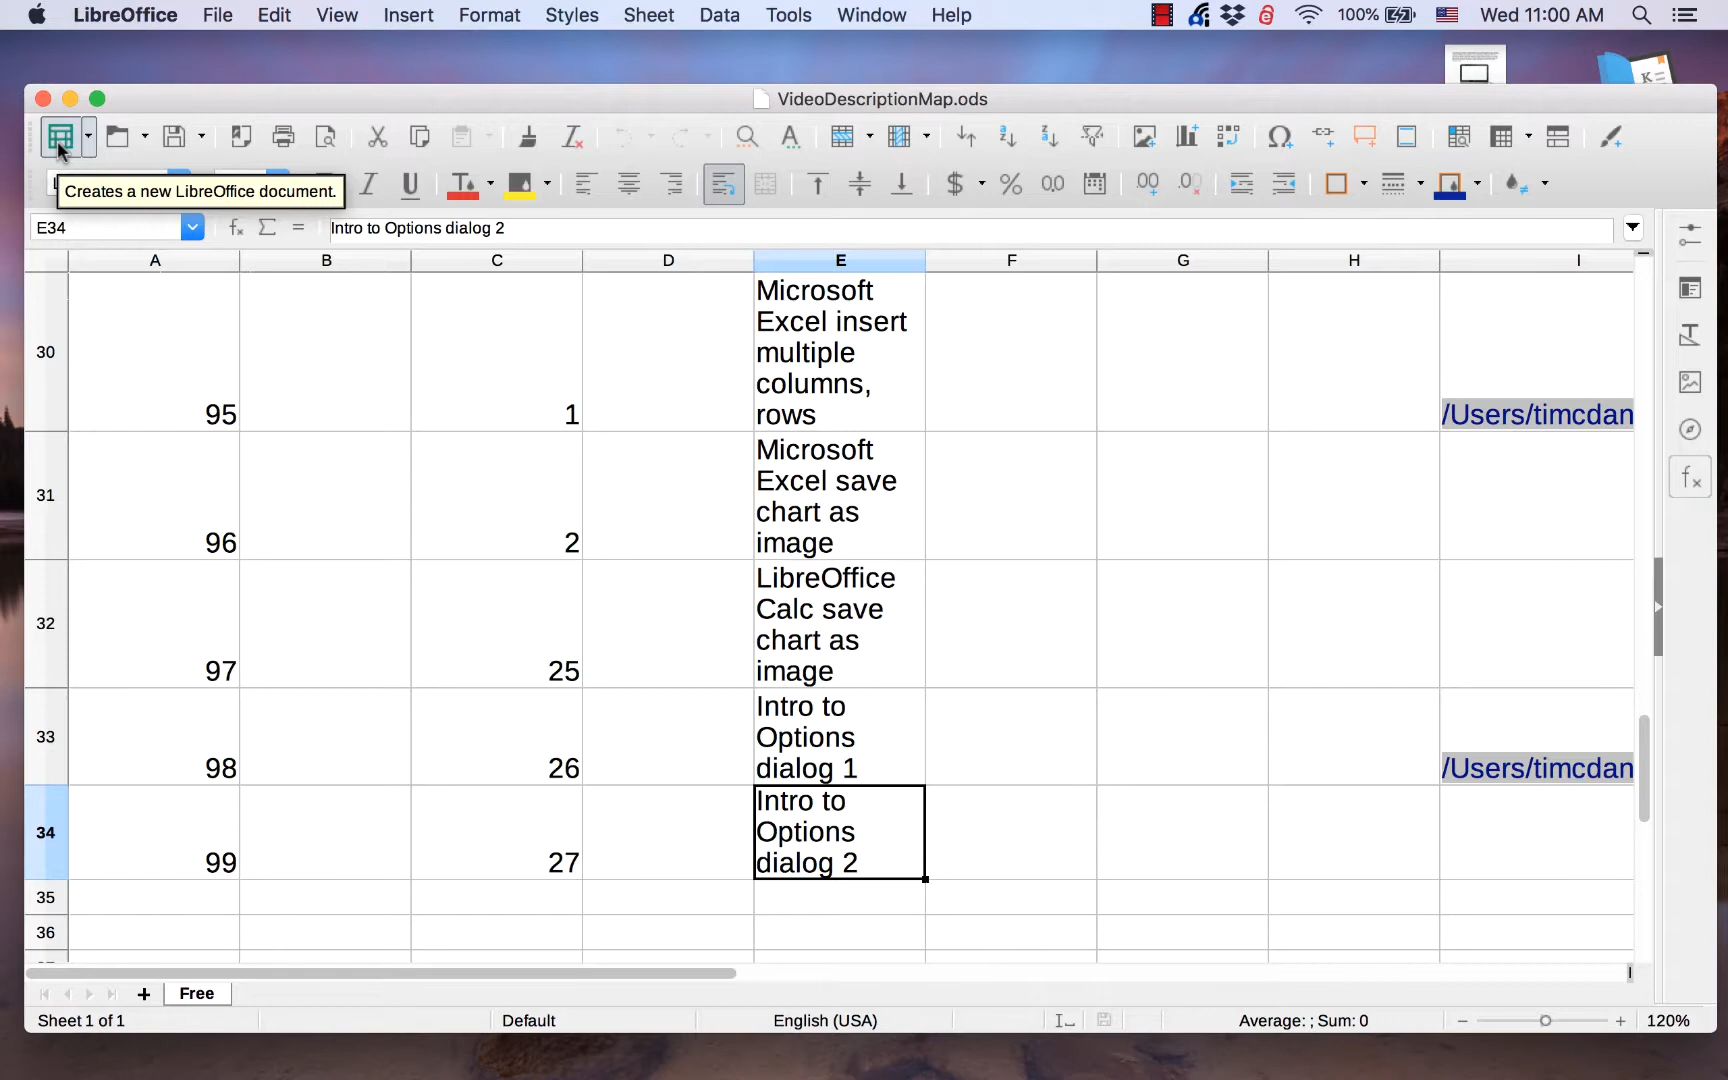 LibreOffice File Edit View Insert Format Styles Sheet Data Tools Window Help 100% Wed 11:00 AM
VideoDescriptionMap.ods
Creates a new LibreOffice document.
E34 Intro to Options dialog 2
A B C D E F G H I
30 95 1 Microsoft
Excel insert
multiple
columns,
rows
/Users/timcdan
31 96 2 Microsoft
Excel save
chart as
image
32 97 25 LibreOffice
Calc save
chart as
image
33 98 26 Intro to
Options
dialog 1
/Users/timcdan
34 99 27 Intro to
Options
dialog 2
35
36
Free
Sheet 1 of 1 Default English (USA) Average: ; Sum: 0 120%